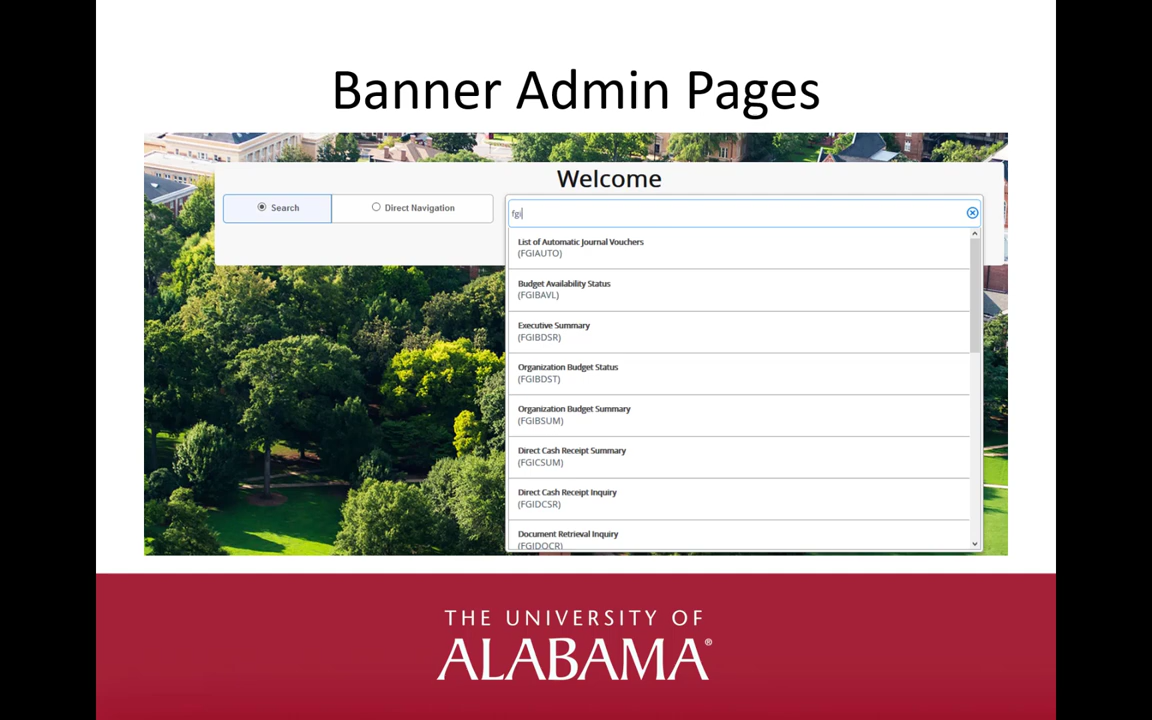 Banner Admin Pages
Welcome
Search
Direct Navigation
fgi
List of Automatic Journal Vouchers
(FGIAUTO)
Budget Availability Status
(FGIBAVL)
Executive Summary
(FGIBDSR)
Organization Budget Status
(FGIBDST)
Organization Budget Summary
(FGIBSUM)
Direct Cash Receipt Summary
(FGICSUM)
Direct Cash Receipt Inquiry
(FGIDCSR)
Document Retrieval Inquiry
(FGIDOCR)
THE UNIVERSITY OF
ALABAMA®